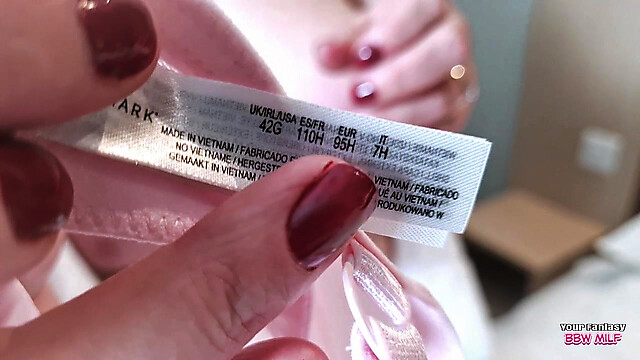 ARK'
UK/IRL/USA ES/FR EUR IT
42G 110H 95H 7H
MADE IN VIETNAM / FABRICADO
VIETNAM / FABRICADO
NO VIETNAME / HERGESTE
UÉ AU VIETNAM
GEMAAKT IN VIETNAM
RODUKOWANO W
your Fantasy
BBW MILF